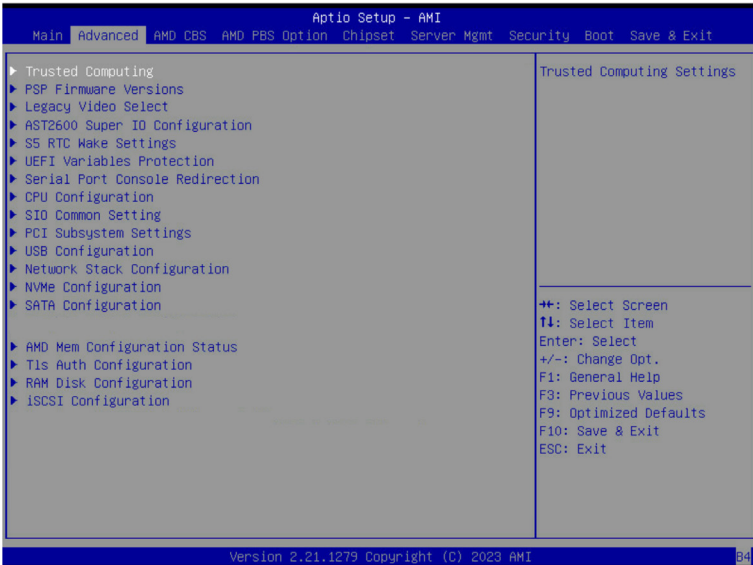 Aptio Setup – AMI
Main Advanced AMD CBS AMD PBS Option Chipset Server Mgmt Security Boot Save & Exit
Trusted Computing
PSP Firmware Versions
Legacy Video Select
AST2600 Super IO Configuration
S5 RTC Wake Settings
UEFI Variables Protection
Serial Port Console Redirection
CPU Configuration
SIO Common Setting
PCI Subsystem Settings
USB Configuration
Network Stack Configuration
NVMe Configuration
SATA Configuration
AMD Mem Configuration Status
Tls Auth Configuration
RAM Disk Configuration
iSCSI Configuration
Trusted Computing Settings
→←: Select Screen
↑↓: Select Item
Enter: Select
+/-: Change Opt.
F1: General Help
F3: Previous Values
F9: Optimized Defaults
F10: Save & Exit
ESC: Exit
Version 2.21.1279 Copyright (C) 2023 AMI
B4